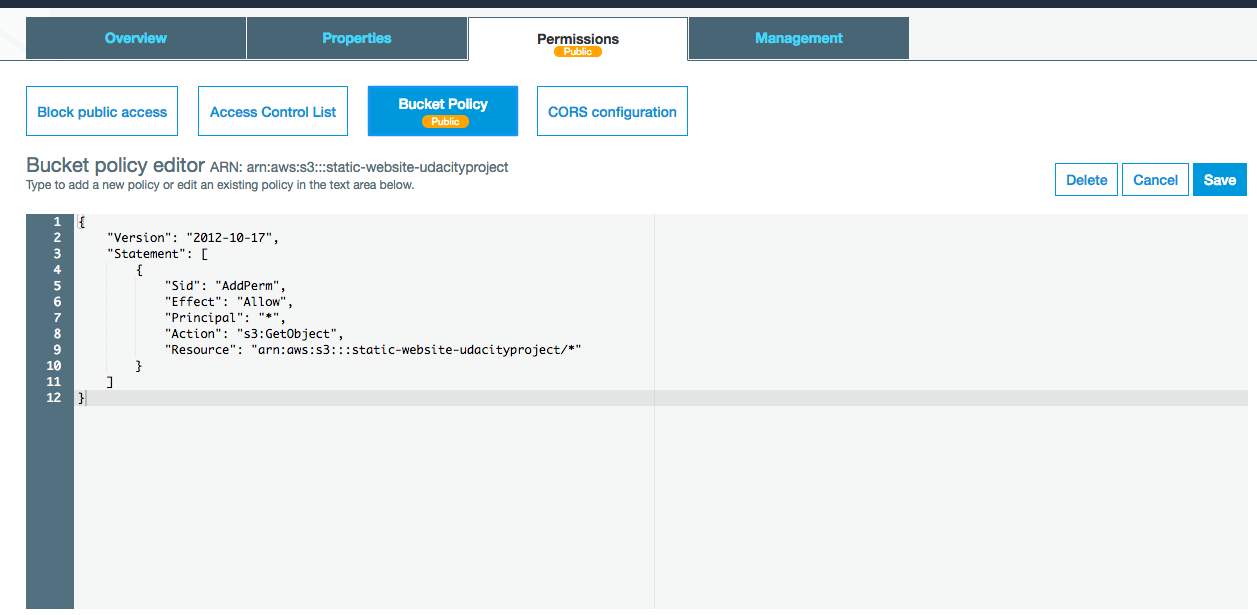 Overview Properties Permissions Management
Public
Block public access Access Control List Bucket Policy CORS configuration
Public
Bucket policy editor ARN: arn:aws:s3:::static-website-udacityproject
Type to add a new policy or edit an existing policy in the text area below.
Delete Cancel Save
1 {
2 "Version": "2012-10-17",
3 "Statement": [
4 {
5 "Sid": "AddPerm",
6 "Effect": "Allow",
7 "Principal": "*",
8 "Action": "s3:GetObject",
9 "Resource": "arn:aws:s3:::static-website-udacityproject/*"
10 }
11 ]
12 }